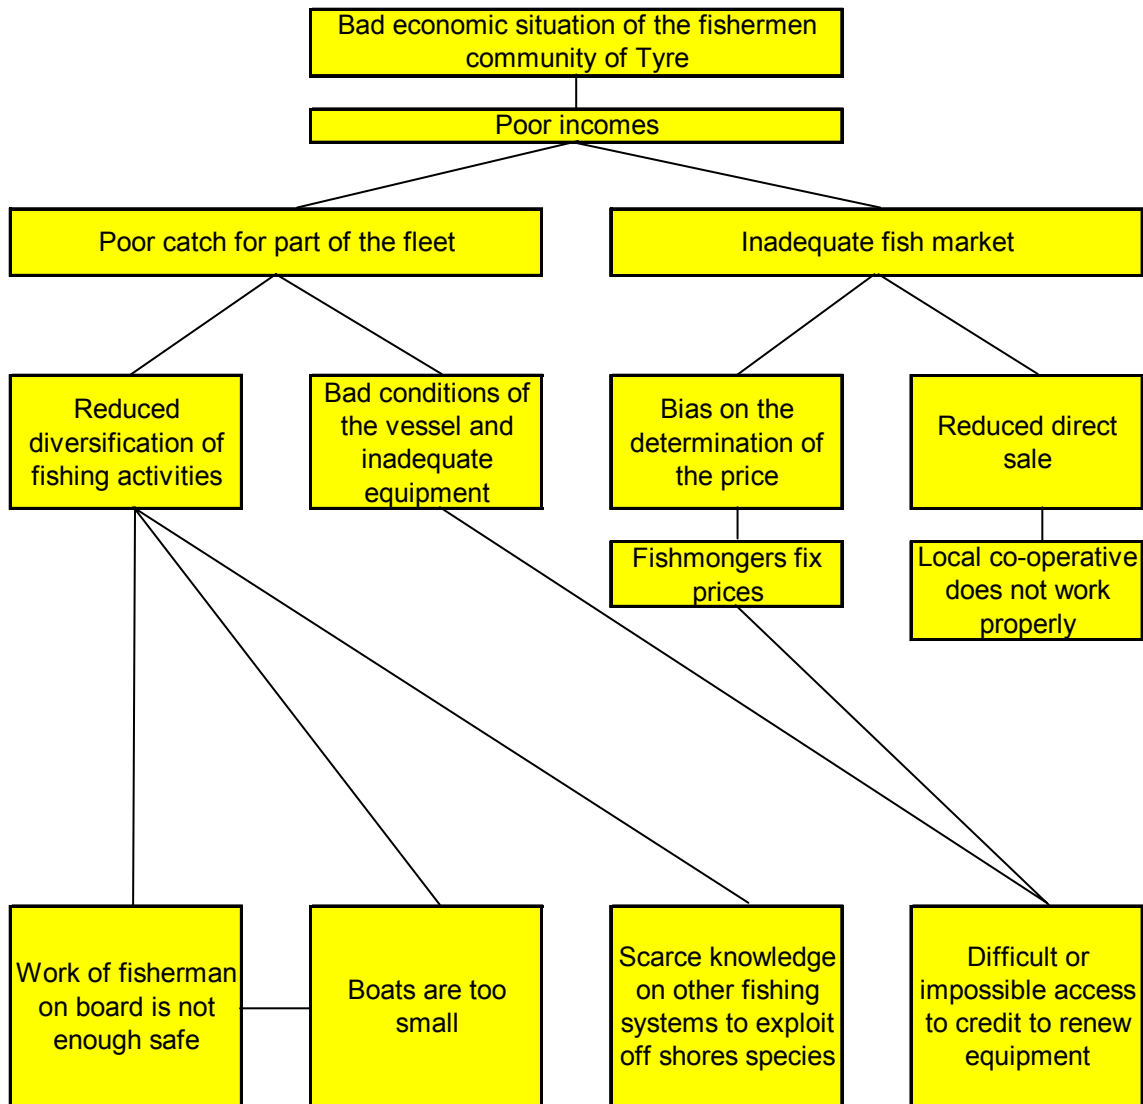 Bad economic situation of the fishermen
community of Tyre
Poor incomes
Poor catch for part of the fleet
Inadequate fish market
Reduced
diversification of
fishing activities
Bad conditions of
the vessel and
inadequate
equipment
Bias on the
determination of
the price
Reduced direct
sale
Fishmongers fix
prices
Local co-operative
does not work
properly
Work of fisherman
on board is not
enough safe
Boats are too
small
Scarce knowledge
on other fishing
systems to exploit
off shores species
Difficult or
impossible access
to credit to renew
equipment